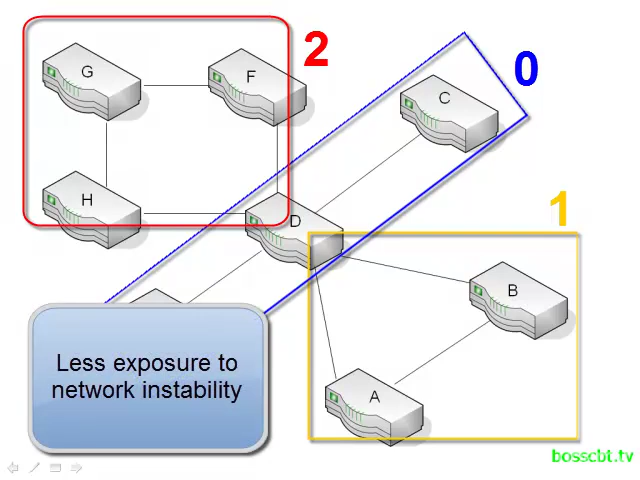 G
F
2
C
0
H
D
1
B
Less exposure to
network instability
A
bosscbt.tv